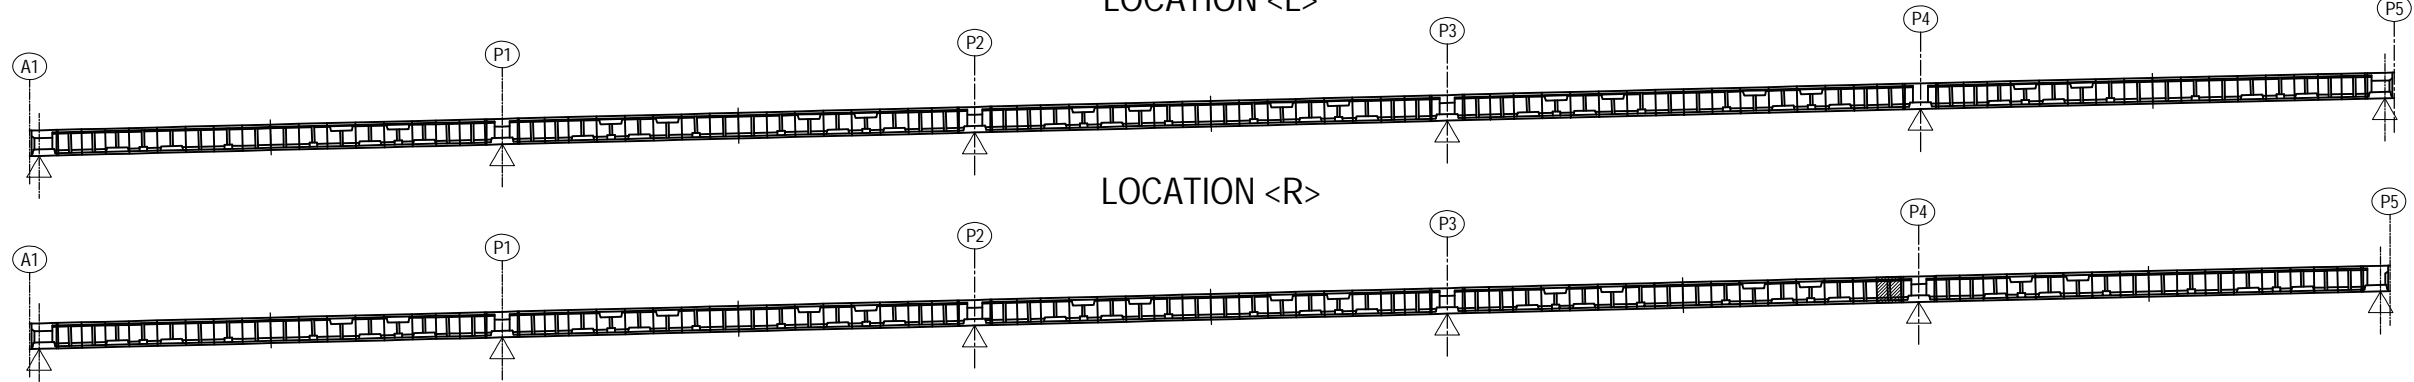 LOCATION <L>
A1 P1 P2 P3 P4 P5
LOCATION <R>
A1 P1 P2 P3 P4 P5